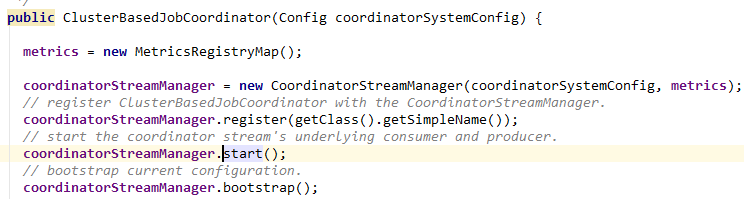 */
public ClusterBasedJobCoordinator(Config coordinatorSystemConfig) {
metrics = new MetricsRegistryMap();
coordinatorStreamManager = new CoordinatorStreamManager(coordinatorSystemConfig, metrics);
// register ClusterBasedJobCoordinator with the CoordinatorStreamManager.
coordinatorStreamManager.register(getClass().getSimpleName());
// start the coordinator stream's underlying consumer and producer.
coordinatorStreamManager.start();
// bootstrap current configuration.
coordinatorStreamManager.bootstrap();